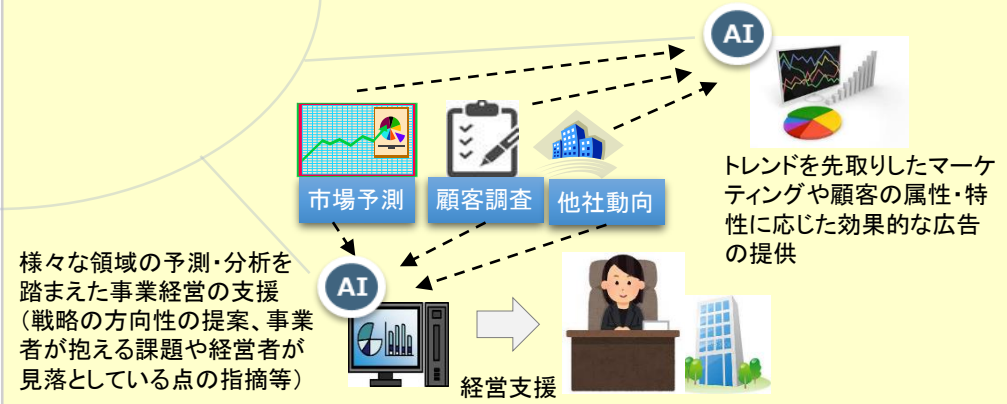 AI
トレンドを先取りしたマーケ
ティングや顧客の属性・特
性に応じた効果的な広告
の提供
市場予測
顧客調査
他社動向
様々な領域の予測・分析を
踏まえた事業経営の支援
（戦略の方向性の提案、事業
者が抱える課題や経営者が
見落としている点の指摘等）
AI
経営支援